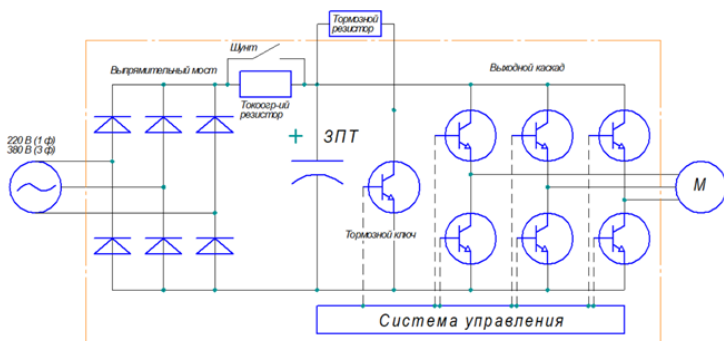 Тормозной
резистор
Шунт
Выпрямительный мост
Выходной каскад
Токоогр-ий
резистор
220 В (1 ф)
380 В (3 ф)
+ ЗПТ
М
Тормозной ключ
Система управления